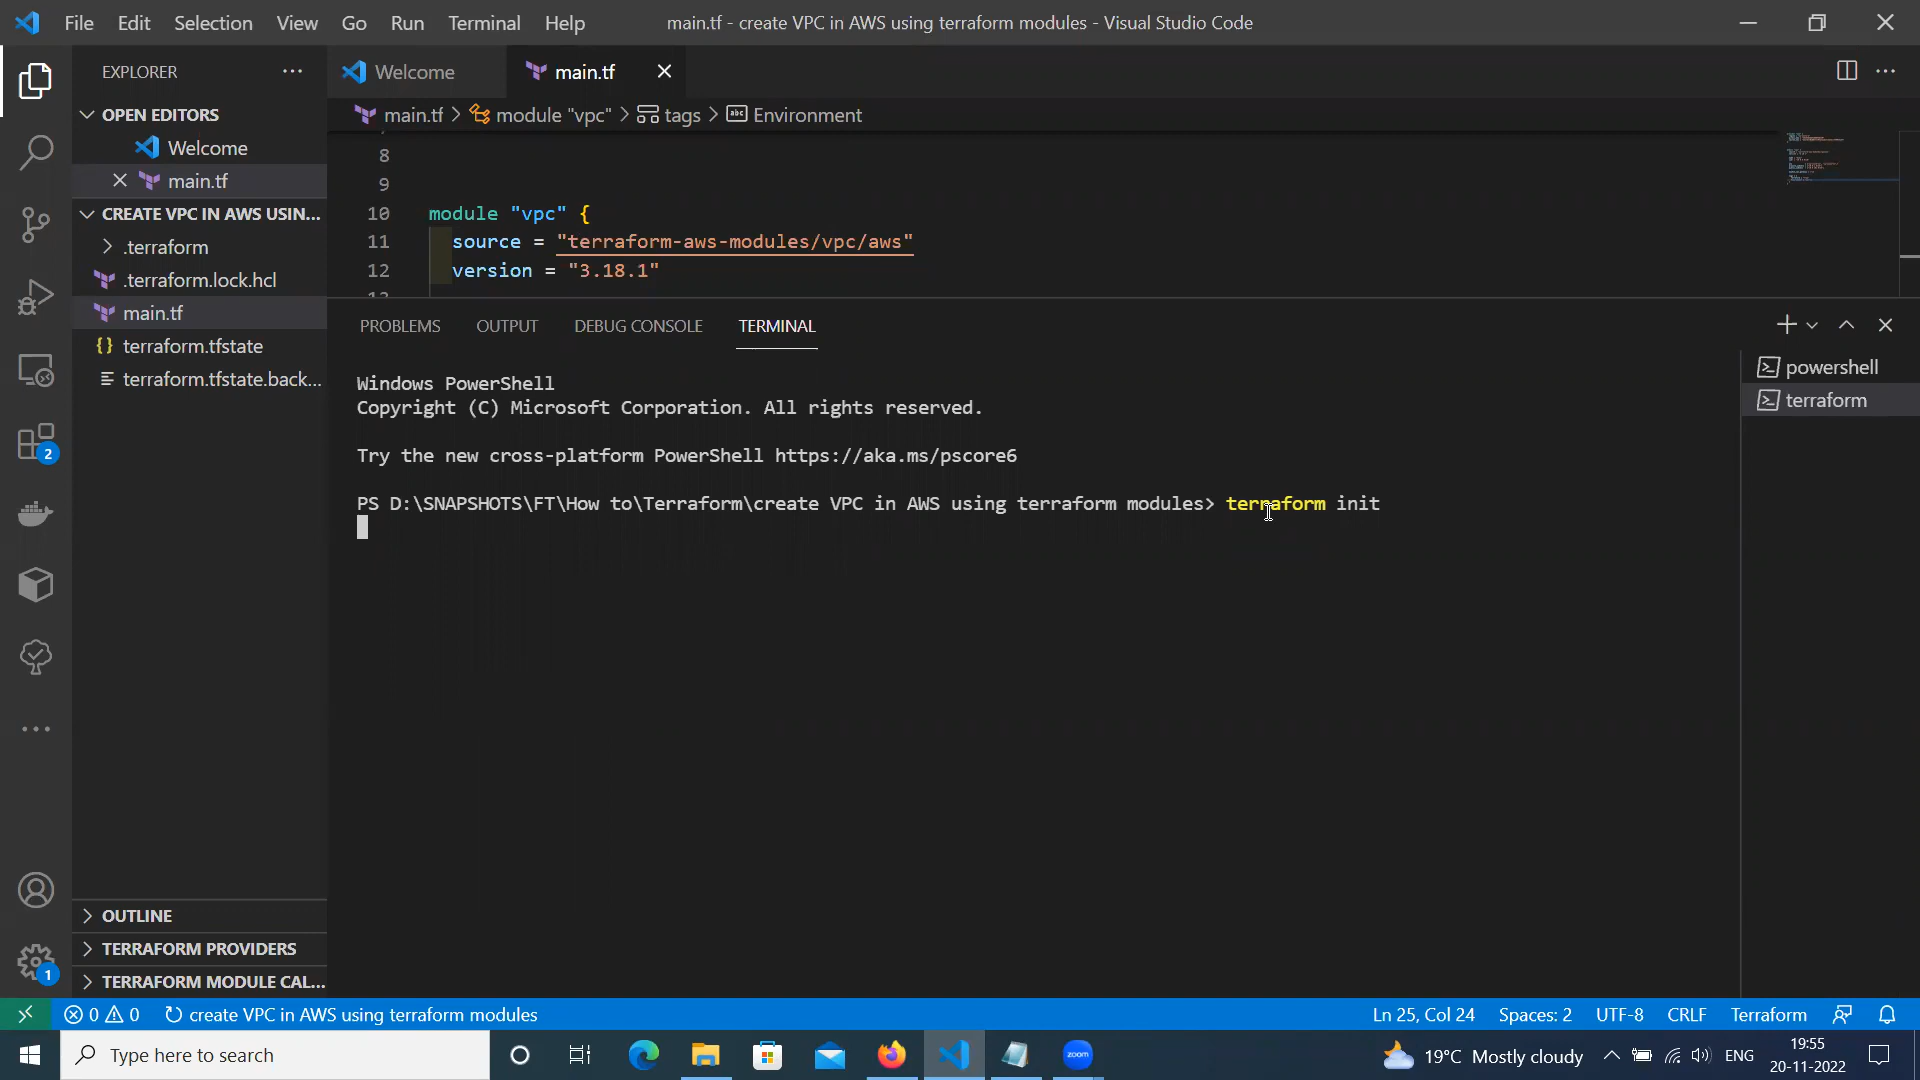 File Edit Selection View Go Run Terminal Help
main.tf - create VPC in AWS using terraform modules - Visual Studio Code
EXPLORER
OPEN EDITORS
Welcome
main.tf
CREATE VPC IN AWS USIN...
.terraform
.terraform.lock.hcl
main.tf
terraform.tfstate
terraform.tfstate.back...
OUTLINE
TERRAFORM PROVIDERS
TERRAFORM MODULE CAL...
2
1
Welcome
main.tf
main.tf > module "vpc" > tags > abc Environment
8
9
10 module "vpc" {
11 source = "terraform-aws-modules/vpc/aws"
12 version = "3.18.1"
PROBLEMS OUTPUT DEBUG CONSOLE TERMINAL
powershell
terraform
Windows PowerShell
Copyright (C) Microsoft Corporation. All rights reserved.
Try the new cross-platform PowerShell https://aka.ms/pscore6
PS D:\SNAPSHOTS\FT\How to\Terraform\create VPC in AWS using terraform modules> terraform init
0 0 create VPC in AWS using terraform modules
Ln 25, Col 24 Spaces: 2 UTF-8 CRLF Terraform
Type here to search
zoom
19°C Mostly cloudy
ENG
19:55
20-11-2022